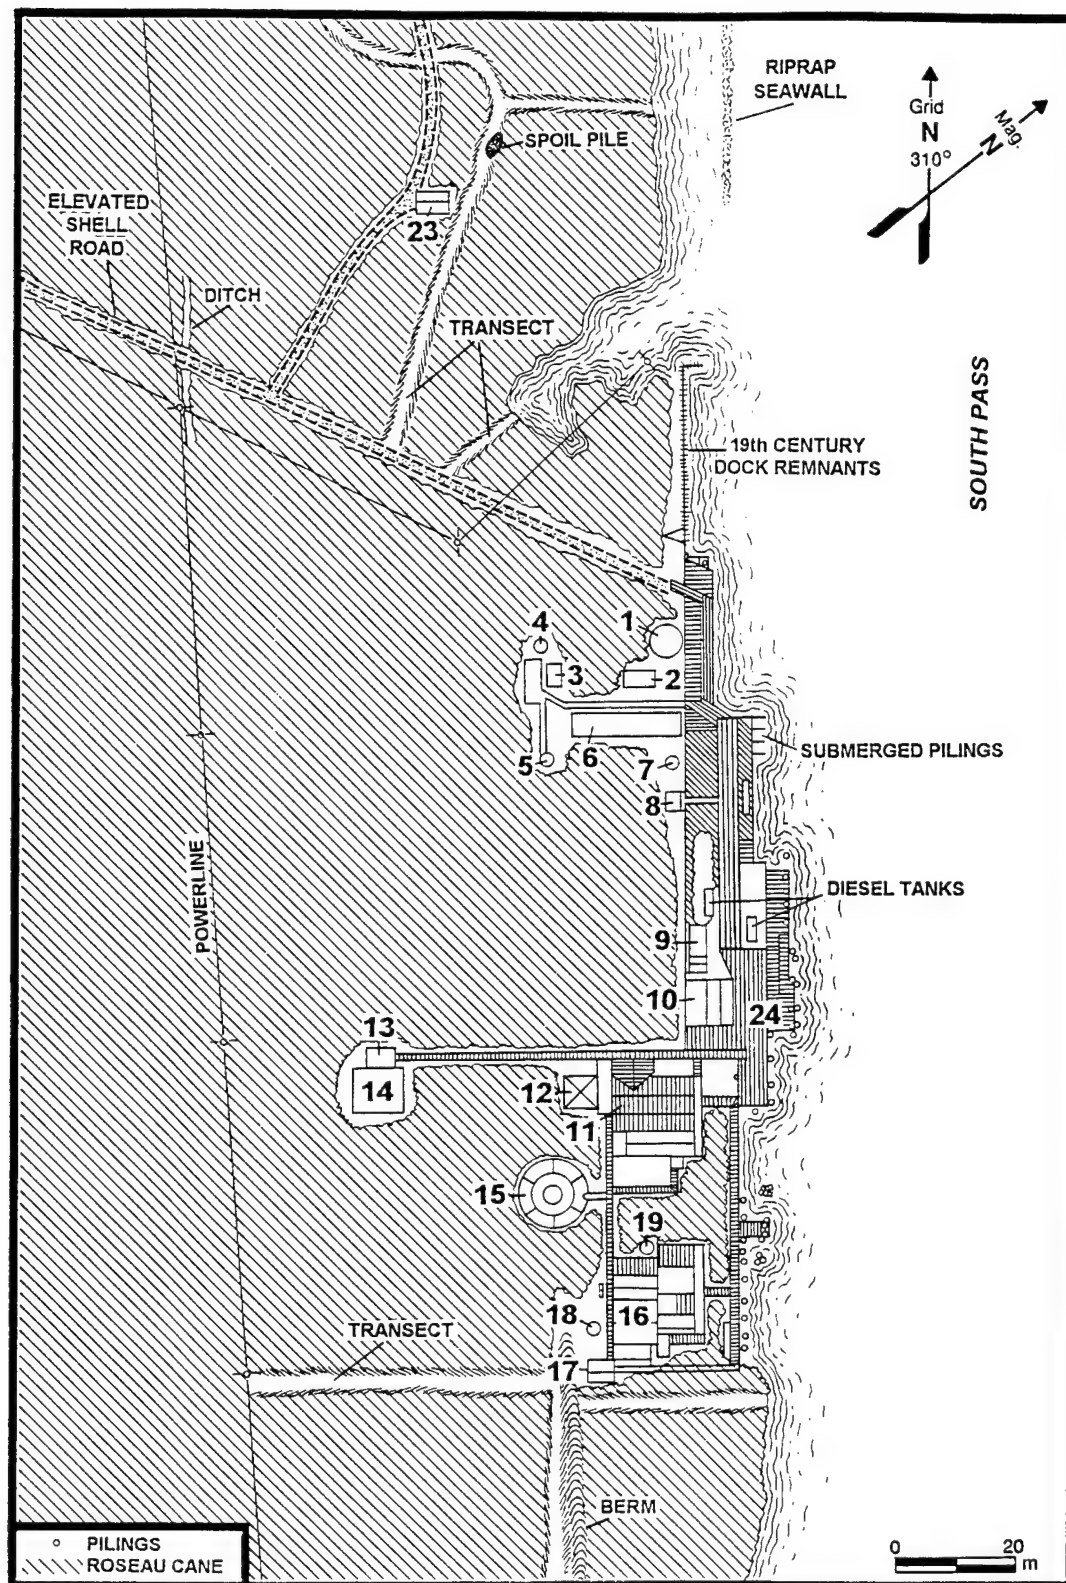 RIPRAP
SEAWALL
Grid
N
310°
Mag.
N
SPOIL PILE
ELEVATED
SHELL
ROAD
23
DITCH
TRANSECT
SOUTH PASS
19th CENTURY
DOCK REMNANTS
4
1
3
2
5
6
7
SUBMERGED PILINGS
8
POWERLINE
DIESEL TANKS
9
10
24
13
14
12
11
15
19
18
16
TRANSECT
17
BERM
PILINGS
ROSEAU CANE
0
20
m